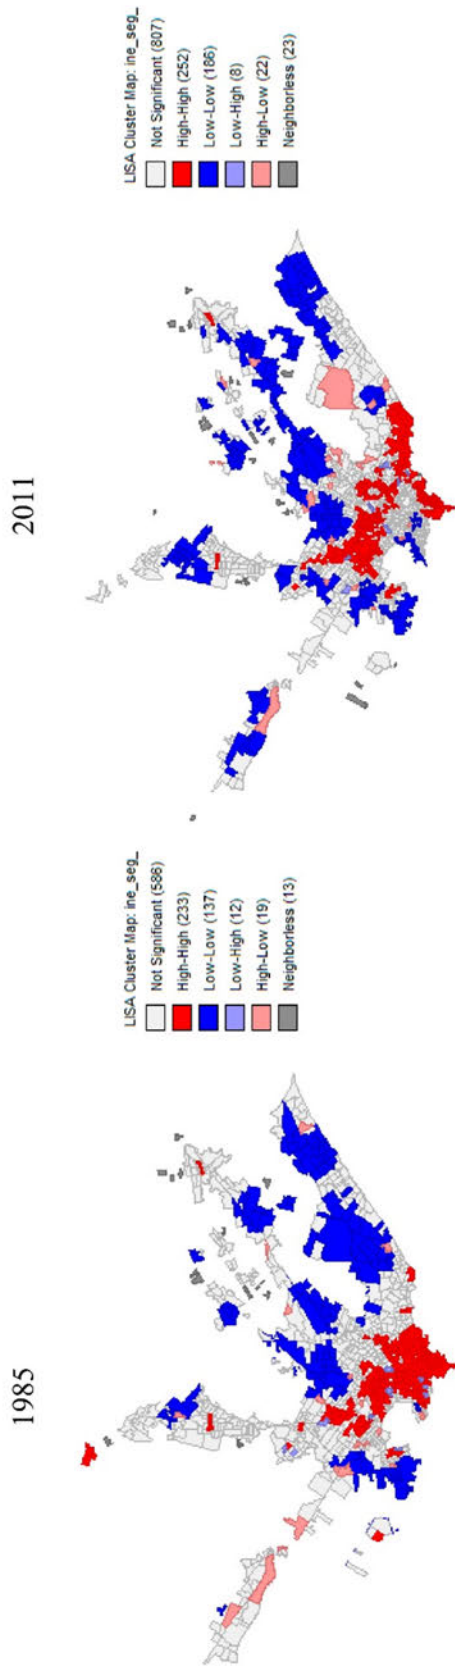 1985
LISA Cluster Map: ine_seg_
Not Significant (586)
High-High (233)
Low-Low (137)
Low-High (12)
High-Low (19)
Neighborless (13)
2011
LISA Cluster Map: ine_seg_
Not Significant (807)
High-High (252)
Low-Low (186)
Low-High (8)
High-Low (22)
Neighborless (23)